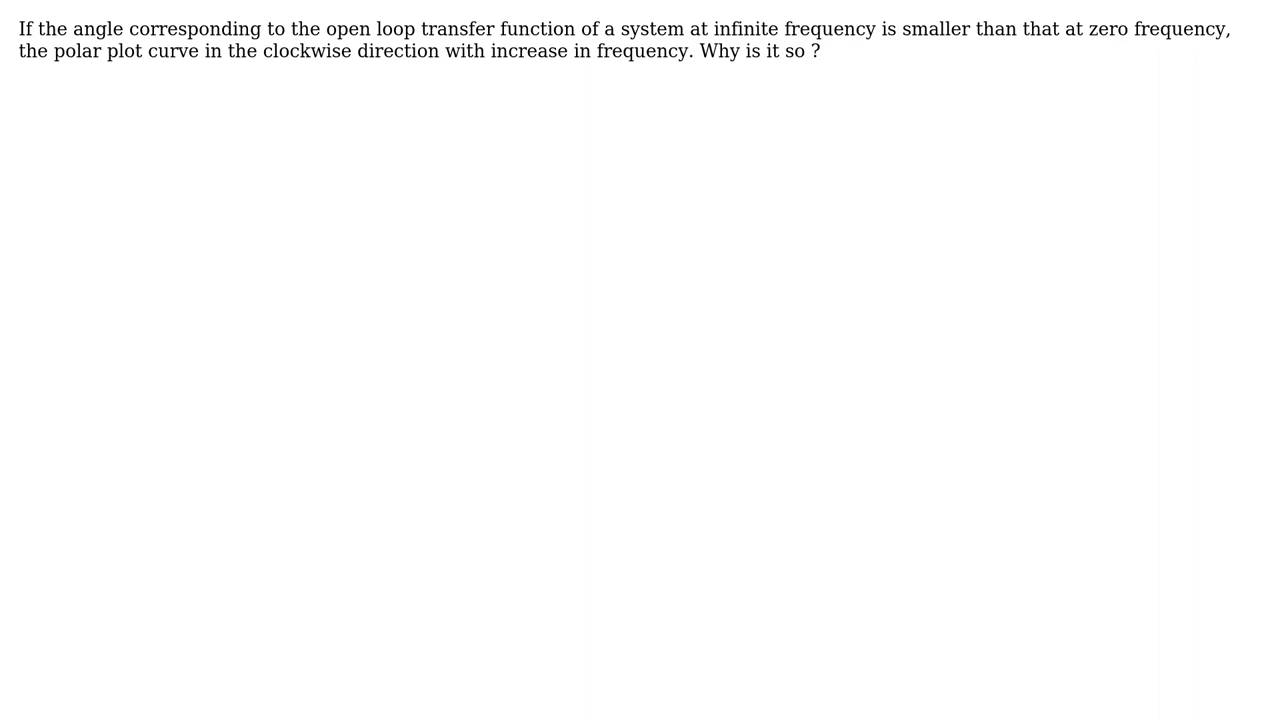 If the angle corresponding to the open loop transfer function of a system at infinite frequency is smaller than that at zero frequency,
the polar plot curve in the clockwise direction with increase in frequency. Why is it so ?